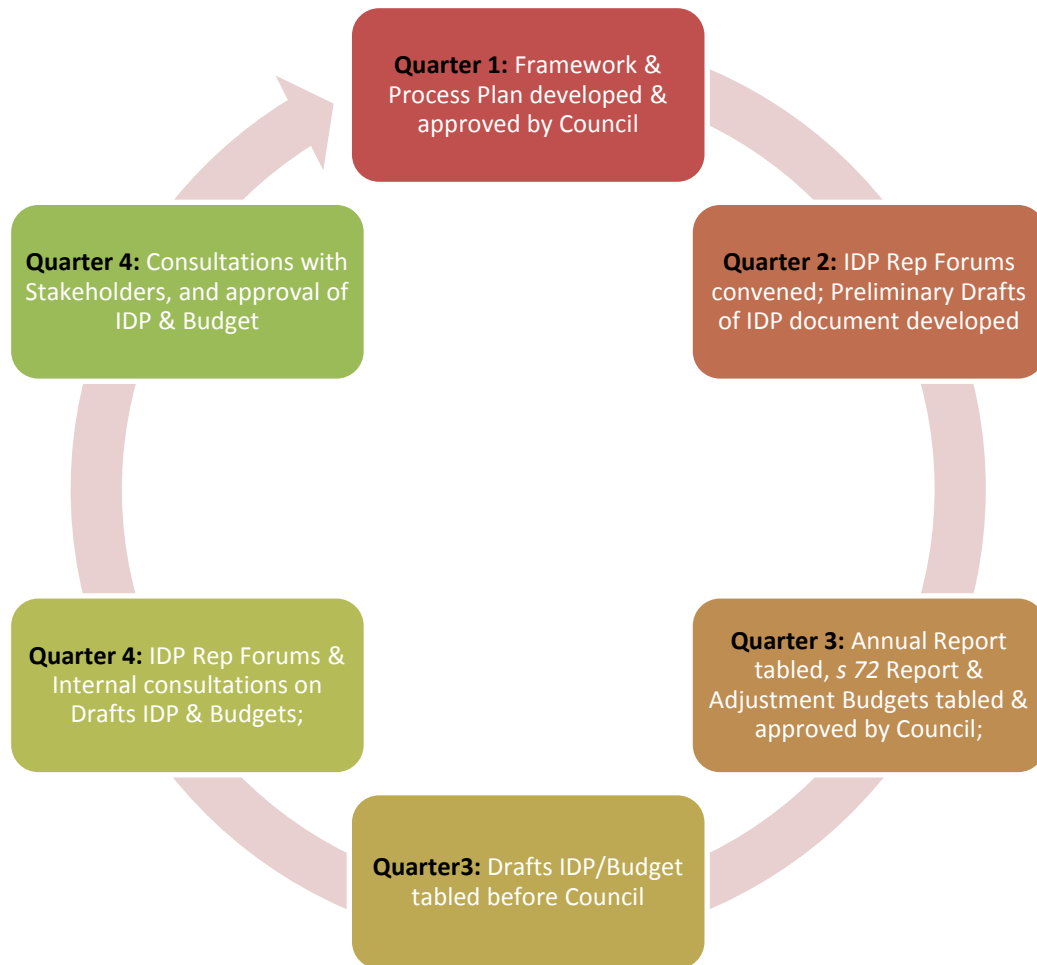 Quarter 1: Framework &
Process Plan developed &
approved by Council
Quarter 2: IDP Rep Forums
convened; Preliminary Drafts
of IDP document developed
Quarter 3: Annual Report
tabled, s 72 Report &
Adjustment Budgets tabled &
approved by Council;
Quarter3: Drafts IDP/Budget
tabled before Council
Quarter 4: IDP Rep Forums &
Internal consultations on
Drafts IDP & Budgets;
Quarter 4: Consultations with
Stakeholders, and approval of
IDP & Budget